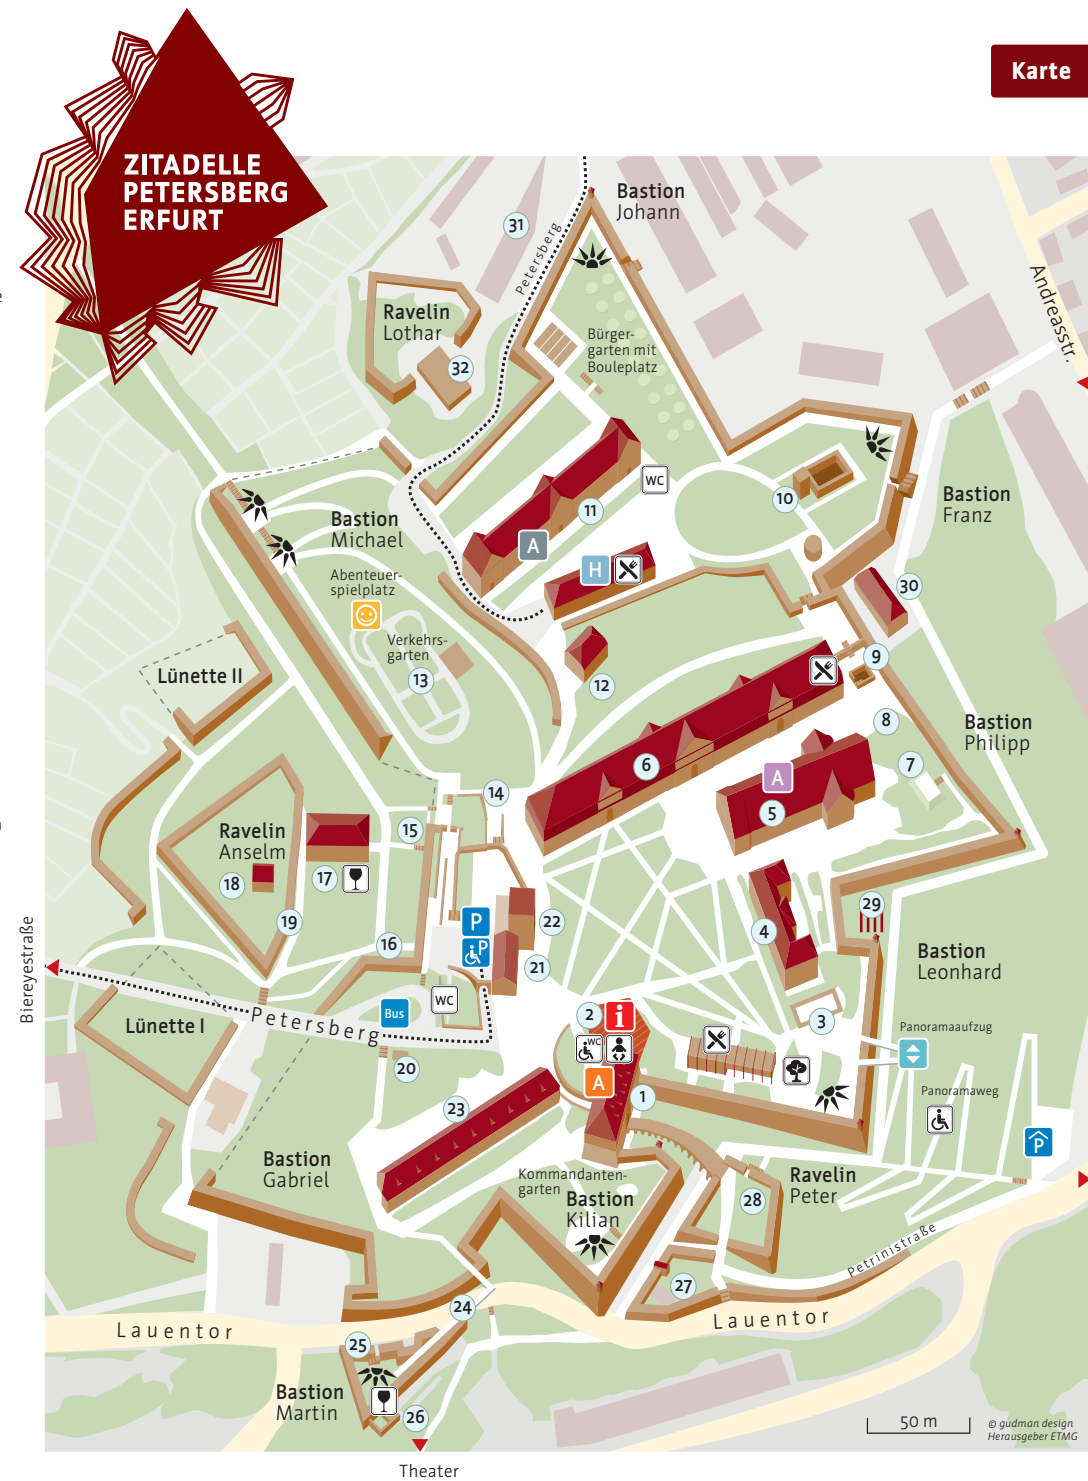 Karte
ZITADELLE
PETERSBERG
ERFURT
Bastion
Johann
31
Petersberg
Andreasstr.
Ravelin
Lothar
32
Bürger-
garten mit
Bouleplatz
WC
10
Bastion
Franz
11
Bastion
Michael
A
H
Abenteuer-
spielplatz
30
Verkehrs-
garten
13
12
9
Lünette II
8
Bastion
Philipp
6
7
A
5
14
15
Ravelin
Anselm
18
17
19
16
P
P
22
21
4
29
Bastion
Leonhard
Biereyestraße
Petersberg
Lünette I
Bus
WC
2
i
WC
3
Panoramaaufzug
20
A
1
Panoramaweg
23
P
Bastion
Gabriel
Kommandanten-
garten
Bastion
Kilian
Ravelin
Peter
28
Petrinistraße
27
24
Lauentor
Lauentor
25
Bastion
Martin
26
50 m
© gudman design
Herausgeber ETMG
Theater